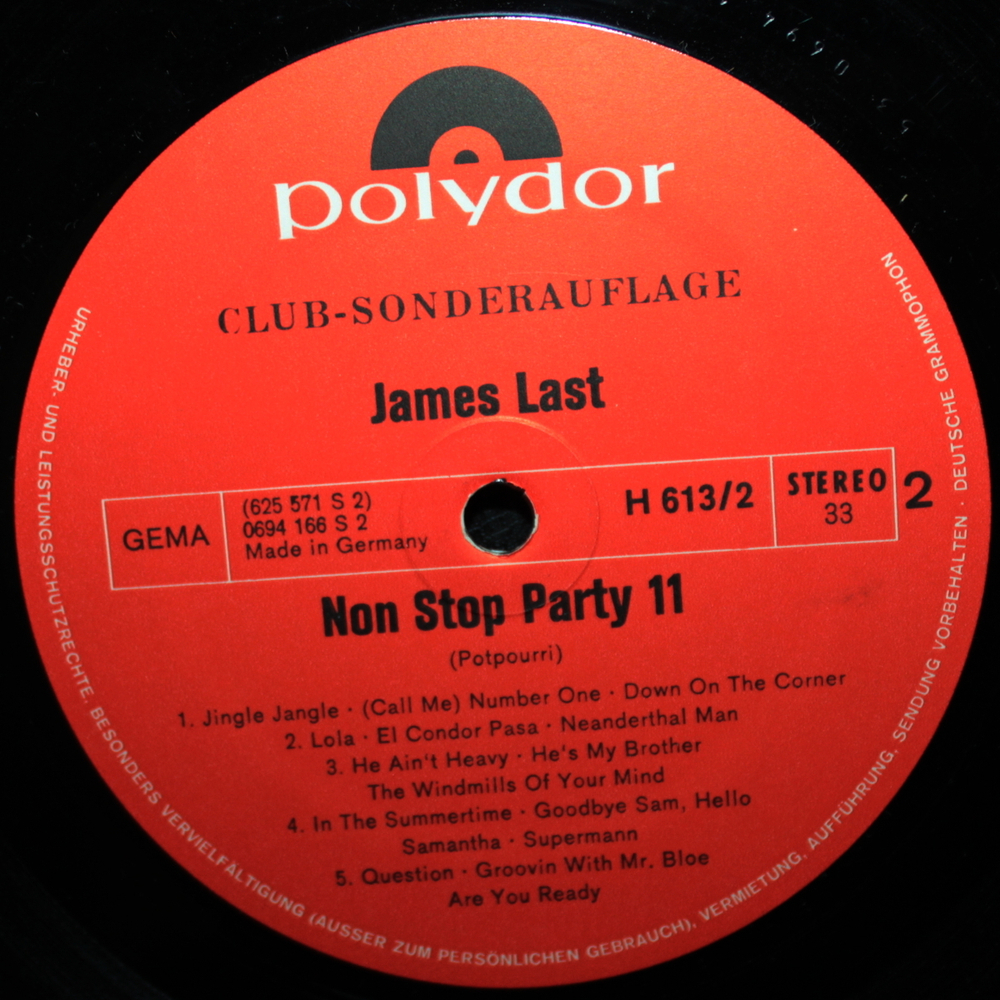 polydor
CLUB-SONDERAUFLAGE
James Last
GEMA
(625 571 S 2)
0694 166 S 2
Made in Germany
H 613/2
STEREO
33
2
Non Stop Party 11
(Potpourri)
1. Jingle Jangle · (Call Me) Number One · Down On The Corner
2. Lola · El Condor Pasa · Neanderthal Man
3. He Ain't Heavy · He's My Brother
The Windmills Of Your Mind
4. In The Summertime · Goodbye Sam, Hello
Samantha · Supermann
5. Question · Groovin With Mr. Bloe
Are You Ready
URHEBER- UND LEISTUNGSSCHUTZRECHTE, BESONDERS VERVIELFÄLTIGUNG (AUSSER ZUM PERSÖNLICHEN GEBRAUCH), VERMIETUNG, AUFFÜHRUNG, SENDUNG VORBEHALTEN · DEUTSCHE GRAMMOPHON